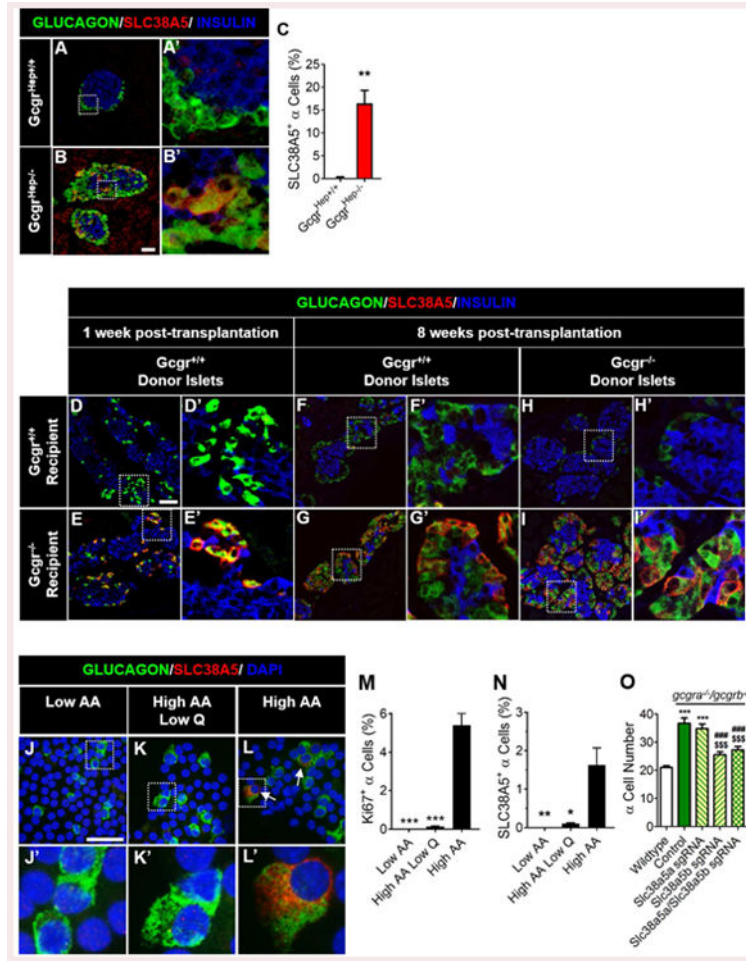 GLUCAGON/SLC38A5/ INSULIN
Gcgr^Hep+/+
A
A'
Gcgr^Hep-/-
B
B'
C
SLC38A5+ α Cells (%)
25
20
15
10
5
0
**
Gcgr^Hep+/+
Gcgr^Hep-/-
GLUCAGON/SLC38A5/INSULIN
1 week post-transplantation
8 weeks post-transplantation
Gcgr+/+
Donor Islets
Gcgr+/+
Donor Islets
Gcgr-/-
Donor Islets
Gcgr+/+
Recipient
D
D'
F
F'
H
H'
Gcgr-/-
Recipient
E
E'
G
G'
I
I'
GLUCAGON/SLC38A5/ DAPI
Low AA
High AA
Low Q
High AA
J
K
L
J'
K'
L'
M
Ki67+ α Cells (%)
6
4
2
0
***
***
Low AA
High AA Low Q
High AA
N
SLC38A5+ α Cells (%)
3
2
1
0
**
*
Low AA
High AA Low Q
High AA
O
gcgra-/-/gcgrb-
α Cell Number
40
30
20
10
0
***
***
###
$$$
###
$$$
Wildtype
Control
Slc38a5a sgRNA
Slc38a5b sgRNA
Slc38a5a/Slc38a5b sgRNA